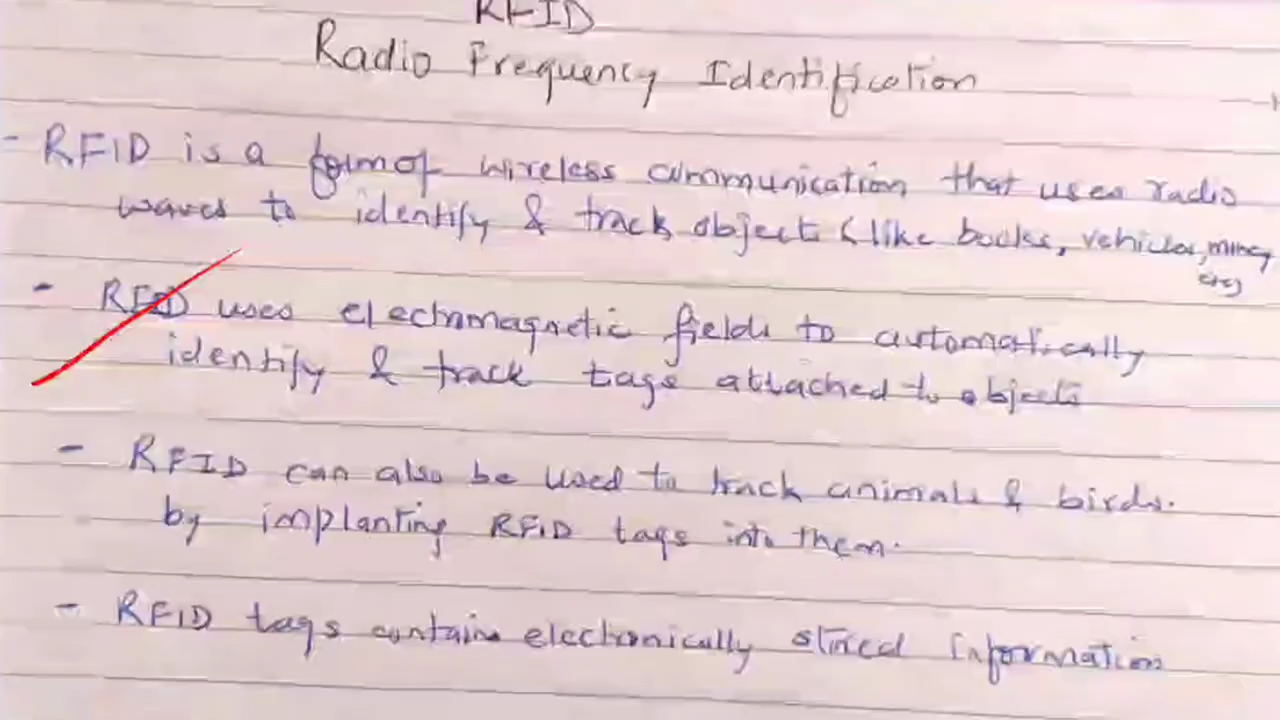 RFID
Radio Frequency Identification
- RFID is a form of wireless communication that uses radio
waves to identify & track objects (like books, vehicles, money
etc)
- RFID uses electromagnetic fields to automatically
identify & track tags attached to objects
- RFID can also be used to track animals & birds.
by implanting RFID tags into them.
- RFID tags contains electronically stored information